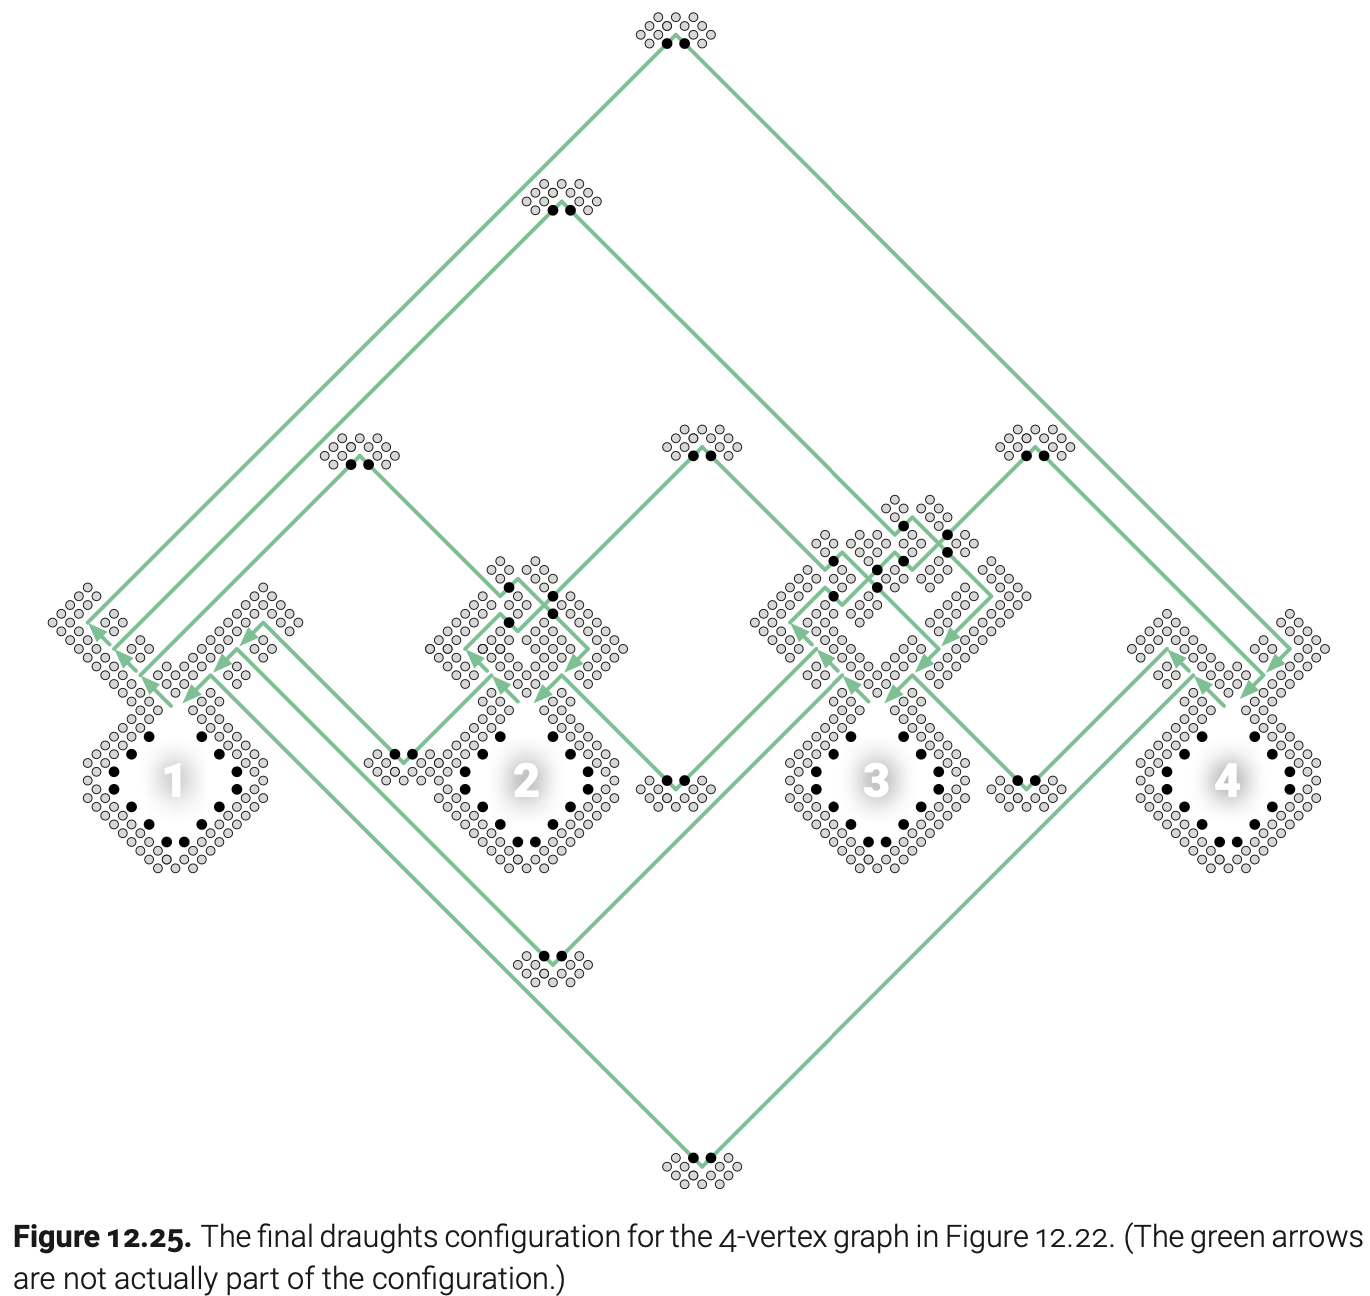 1 2 3 4
Figure 12.25. The final draughts configuration for the 4-vertex graph in Figure 12.22. (The green arrows
are not actually part of the configuration.)